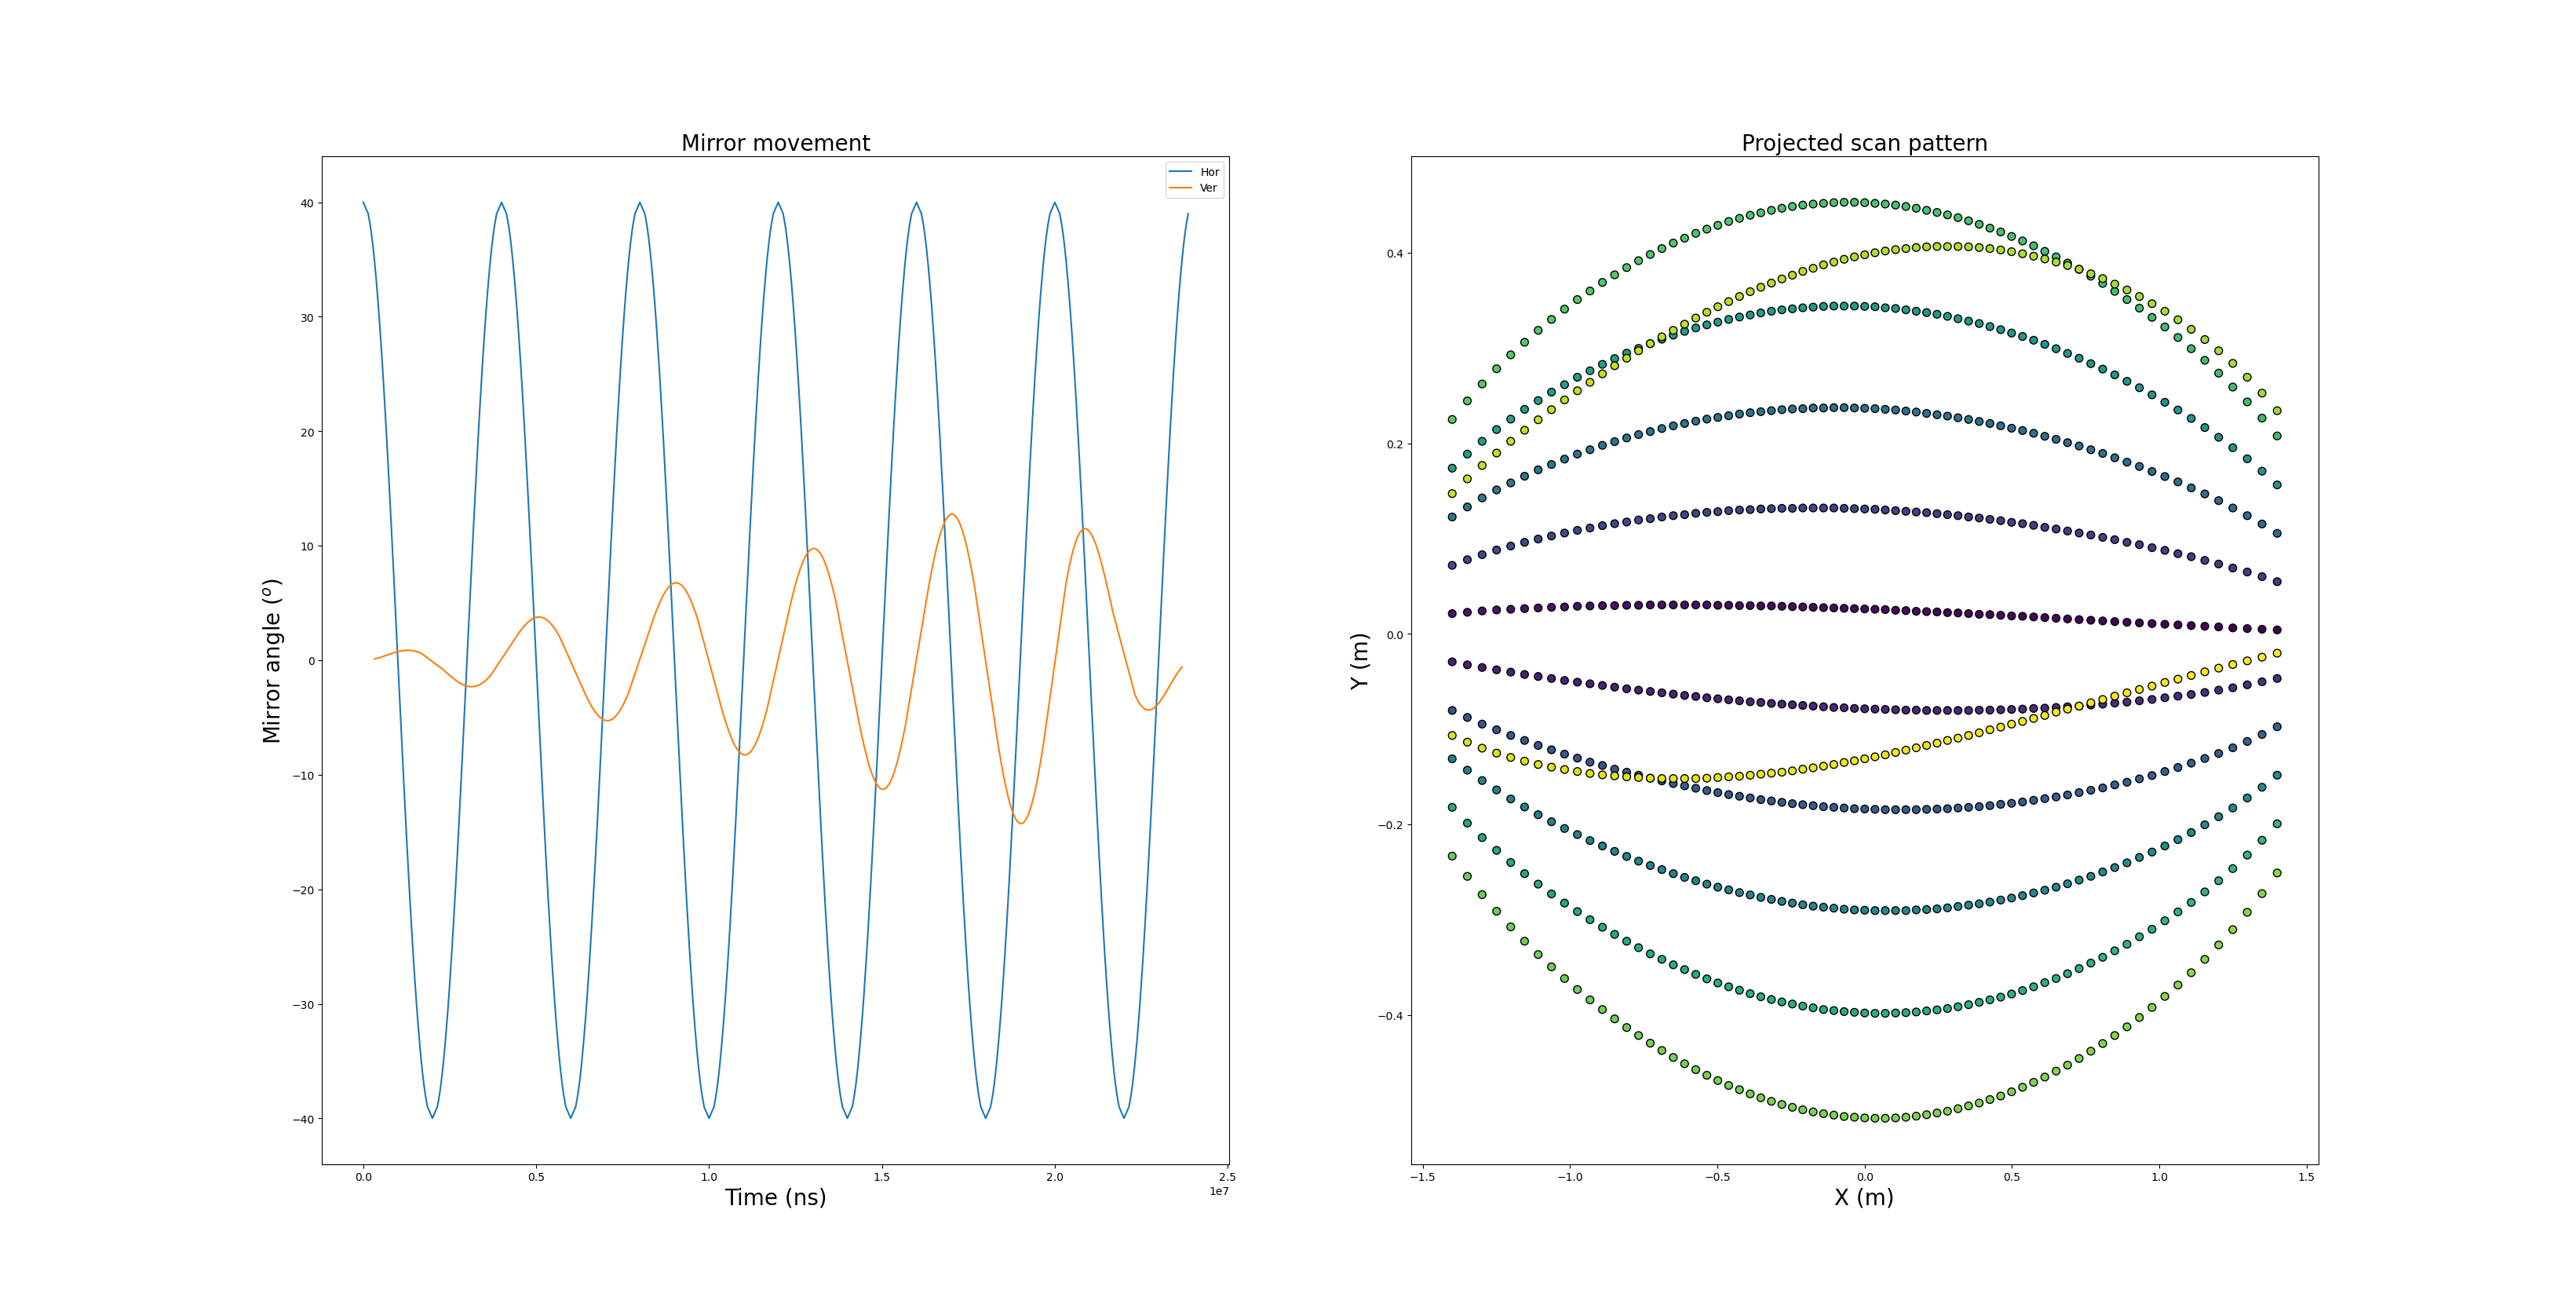 Mirror movement
Hor
Ver
40
30
20
10
0
−10
−20
−30
−40
Mirror angle (°)
0.0 0.5 1.0 1.5 2.0 2.5
1e7
Time (ns)
Projected scan pattern
0.4
0.2
0.0
−0.2
−0.4
Y (m)
−1.5 −1.0 −0.5 0.0 0.5 1.0 1.5
X (m)